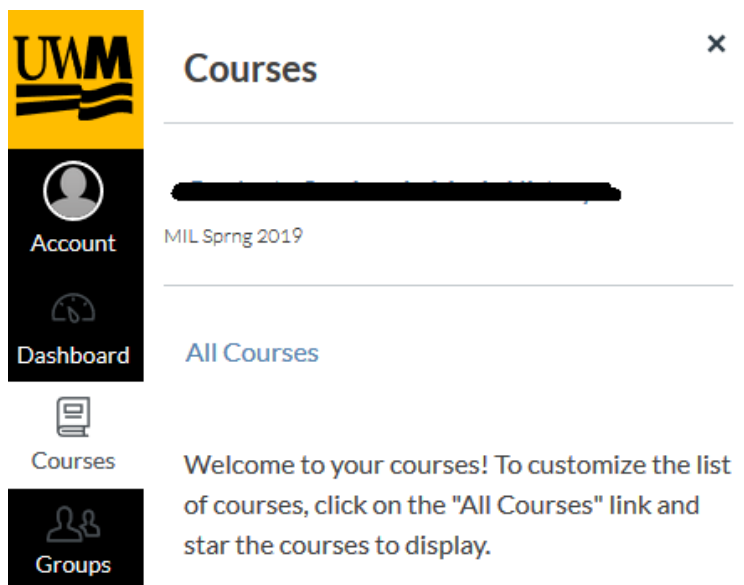 UWM
Courses
×
MIL Sprng 2019
All Courses
Welcome to your courses! To customize the list
of courses, click on the "All Courses" link and
star the courses to display.
Account
Dashboard
Courses
Groups